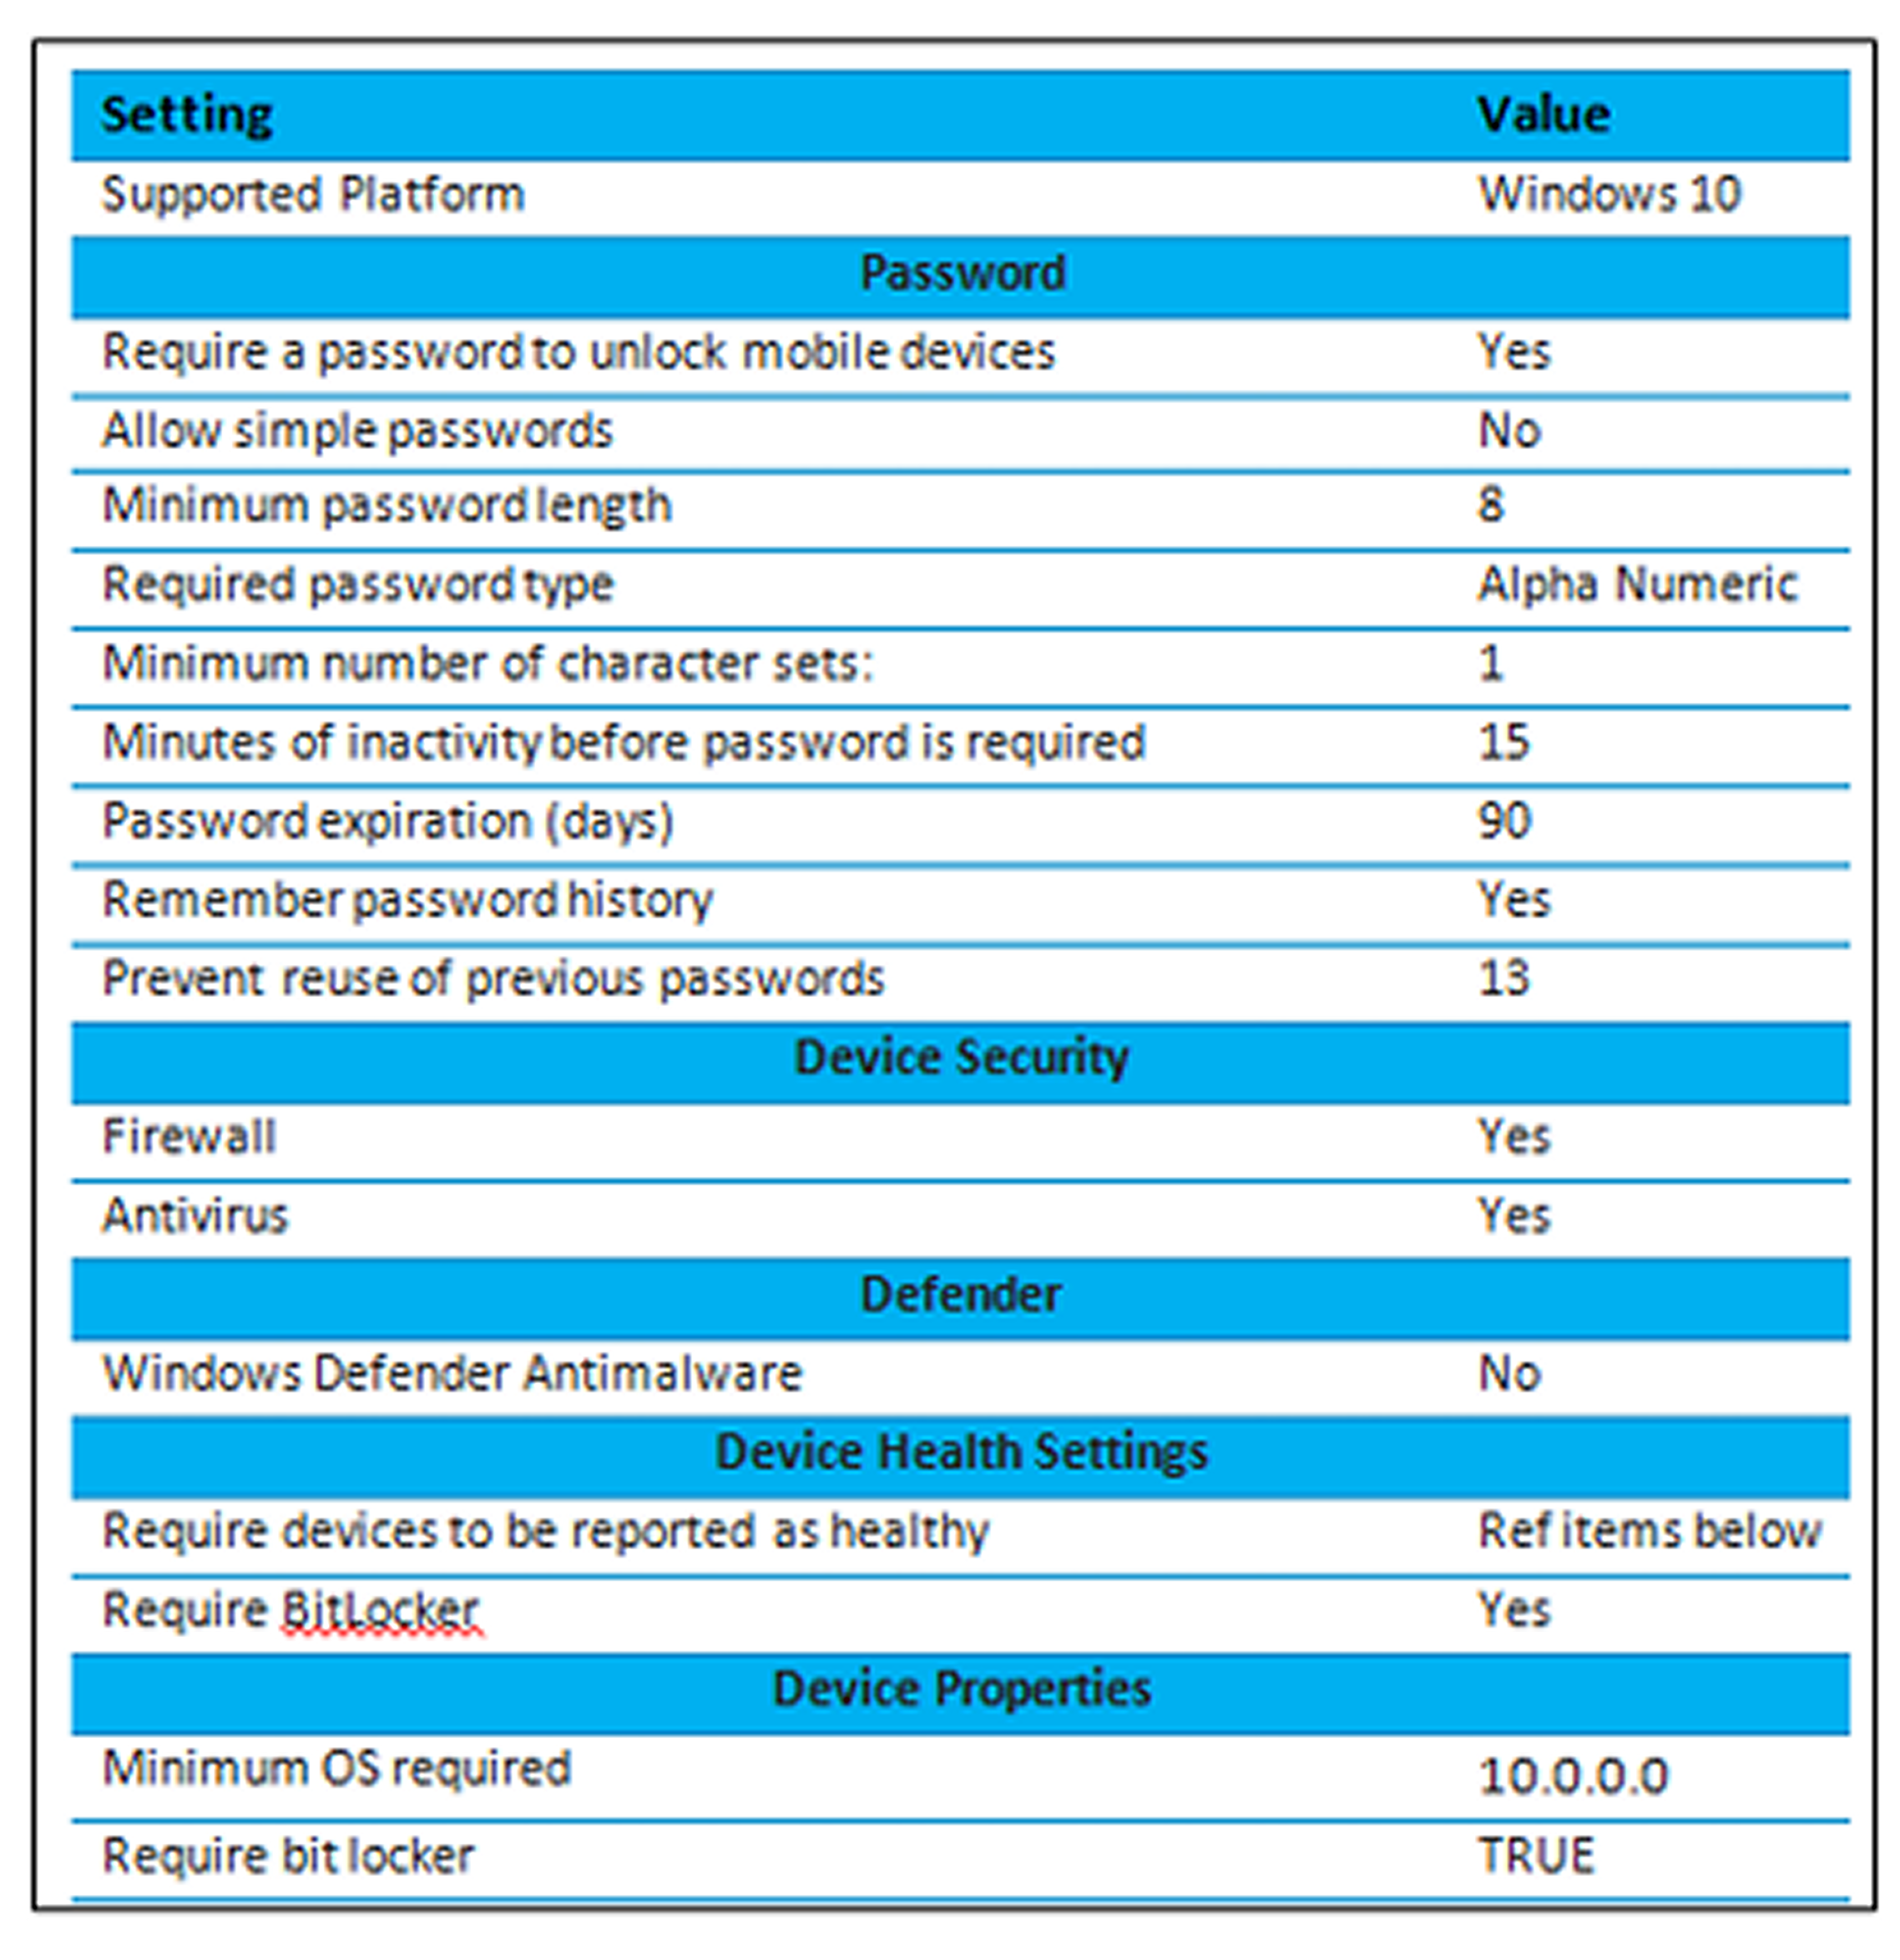 Setting Value
Supported Platform Windows 10
Password
Require a password to unlock mobile devices Yes
Allow simple passwords No
Minimum password length 8
Required password type Alpha Numeric
Minimum number of character sets: 1
Minutes of inactivity before password is required 15
Password expiration (days) 90
Remember password history Yes
Prevent reuse of previous passwords 13
Device Security
Firewall Yes
Antivirus Yes
Defender
Windows Defender Antimalware No
Device Health Settings
Require devices to be reported as healthy Ref items below
Require BitLocker Yes
Device Properties
Minimum OS required 10.0.0.0
Require bit locker TRUE